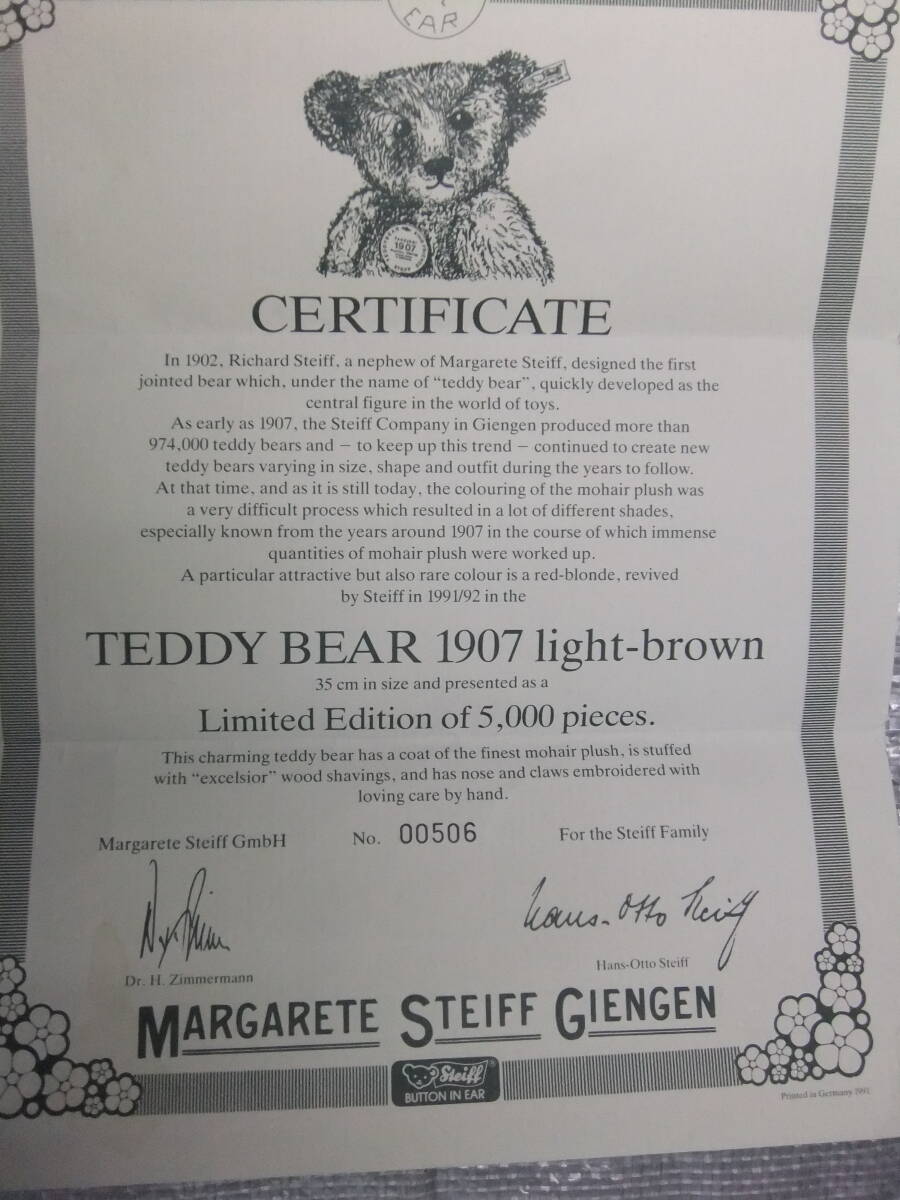 EAR
Steiff
1907
STEIFF
CERTIFICATE
In 1902, Richard Steiff, a nephew of Margarete Steiff, designed the first
jointed bear which, under the name of “teddy bear”, quickly developed as the
central figure in the world of toys.
As early as 1907, the Steiff Company in Giengen produced more than
974,000 teddy bears and – to keep up this trend – continued to create new
teddy bears varying in size, shape and outfit during the years to follow.
At that time, and as it is still today, the colouring of the mohair plush was
a very difficult process which resulted in a lot of different shades,
especially known from the years around 1907 in the course of which immense
quantities of mohair plush were worked up.
A particular attractive but also rare colour is a red-blonde, revived
by Steiff in 1991/92 in the
TEDDY BEAR 1907 light-brown
35 cm in size and presented as a
Limited Edition of 5,000 pieces.
This charming teddy bear has a coat of the finest mohair plush, is stuffed
with “excelsior” wood shavings, and has nose and claws embroidered with
loving care by hand.
Margarete Steiff GmbH No. 00506 For the Steiff Family
Hans-Otto Steiff
Dr. H. Zimmermann Hans-Otto Steiff
MARGARETE STEIFF GIENGEN
Steiff®
BUTTON IN EAR
Printed in Germany 1991